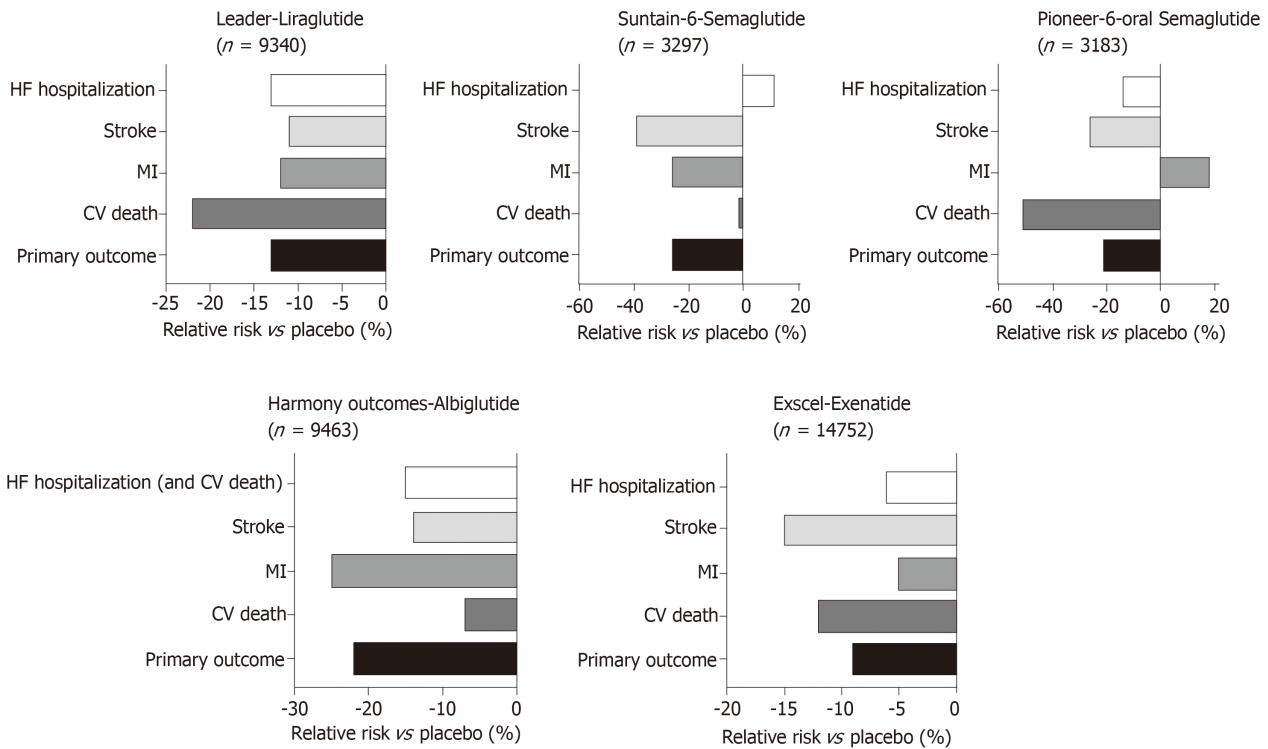 Leader-Liraglutide
(n = 9340)
HF hospitalization
Stroke
MI
CV death
Primary outcome
-25 -20 -15 -10 -5 0
Relative risk vs placebo (%)
Suntain-6-Semaglutide
(n = 3297)
HF hospitalization
Stroke
MI
CV death
Primary outcome
-60 -40 -20 0 20
Relative risk vs placebo (%)
Pioneer-6-oral Semaglutide
(n = 3183)
HF hospitalization
Stroke
MI
CV death
Primary outcome
-60 -40 -20 0 20
Relative risk vs placebo (%)
Harmony outcomes-Albiglutide
(n = 9463)
HF hospitalization (and CV death)
Stroke
MI
CV death
Primary outcome
-30 -20 -10 0
Relative risk vs placebo (%)
Exscel-Exenatide
(n = 14752)
HF hospitalization
Stroke
MI
CV death
Primary outcome
-20 -15 -10 -5 0
Relative risk vs placebo (%)